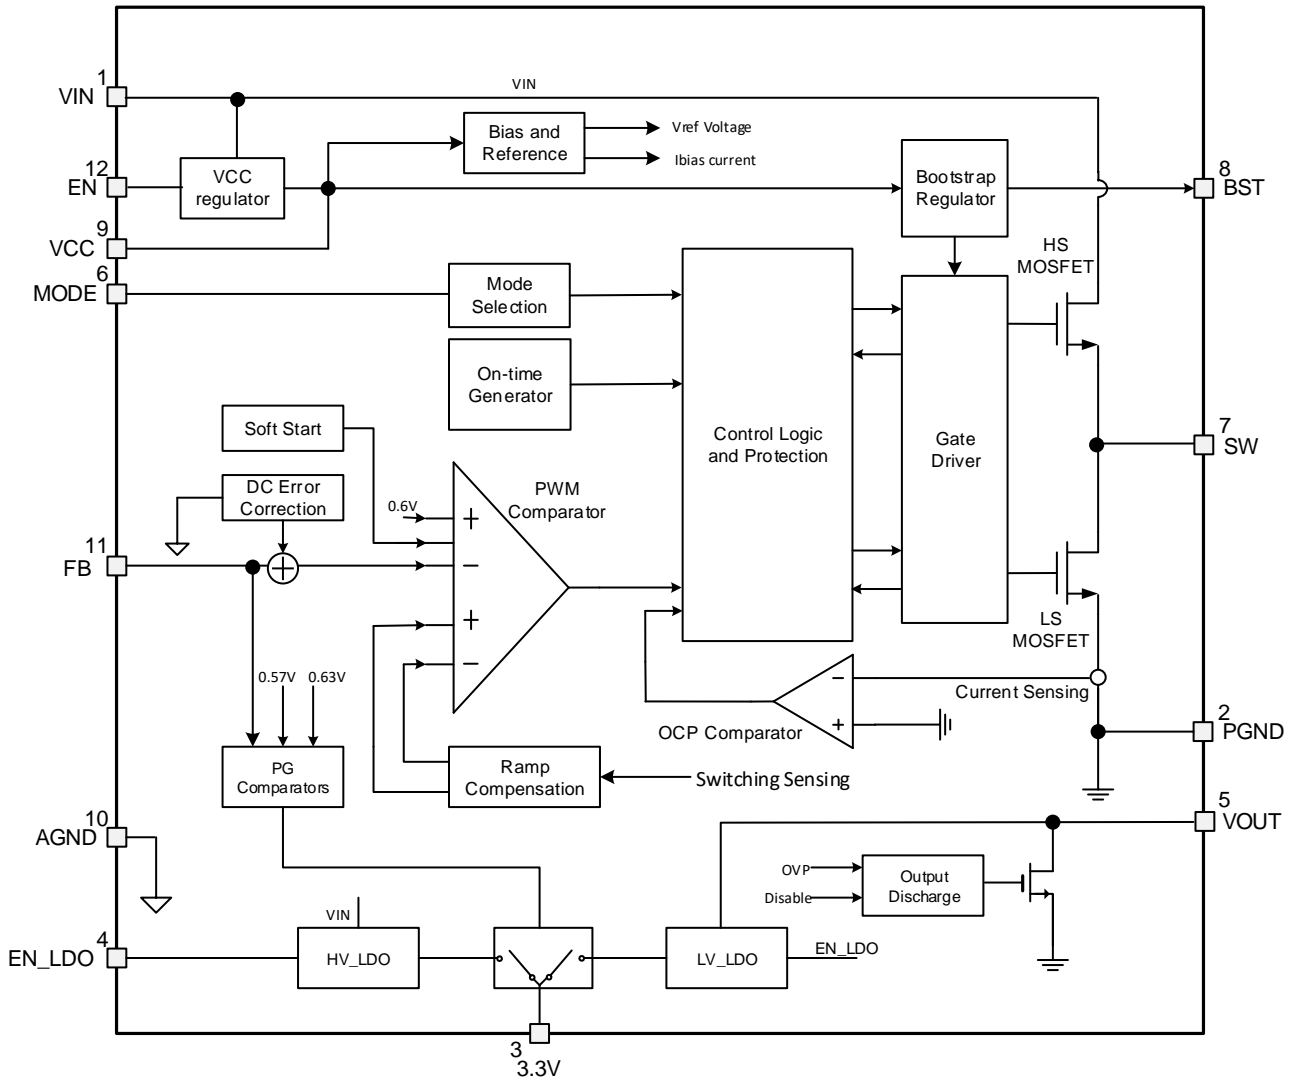 1
VIN
VIN
12
EN
VCC
regulator
Bias and
Reference
Vref Voltage
Ibias current
Bootstrap
Regulator
8
BST
9
VCC
6
MODE
Mode
Selection
HS
MOSFET
On-time
Generator
Soft Start
DC Error
Correction
Control Logic
and Protection
Gate
Driver
7
SW
PWM
Comparator
0.6V
+
−
+
−
11
FB
LS
MOSFET
0.57V
0.63V
−
+
Current Sensing
OCP Comparator
2
PGND
PG
Comparators
Ramp
Compensation
Switching Sensing
10
AGND
5
VOUT
OVP
Disable
Output
Discharge
4
EN_LDO
VIN
HV_LDO
LV_LDO
EN_LDO
3
3.3V